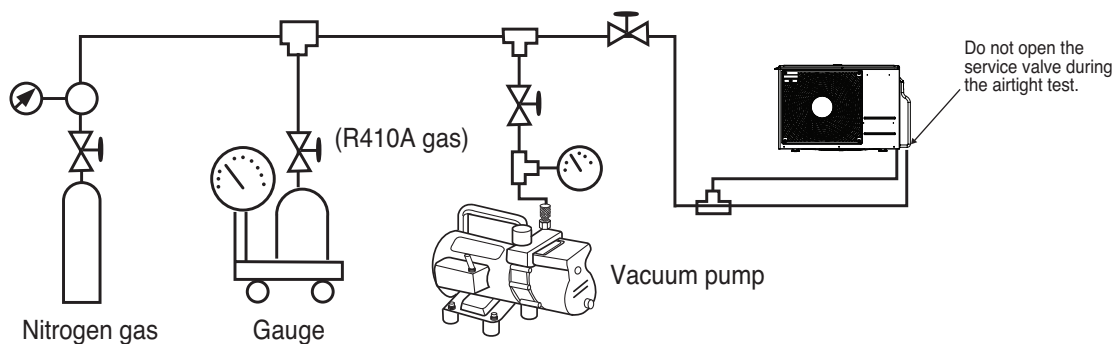 Do not open the
service valve during
the airtight test.
(R410A gas)
Vacuum pump
Nitrogen gas
Gauge